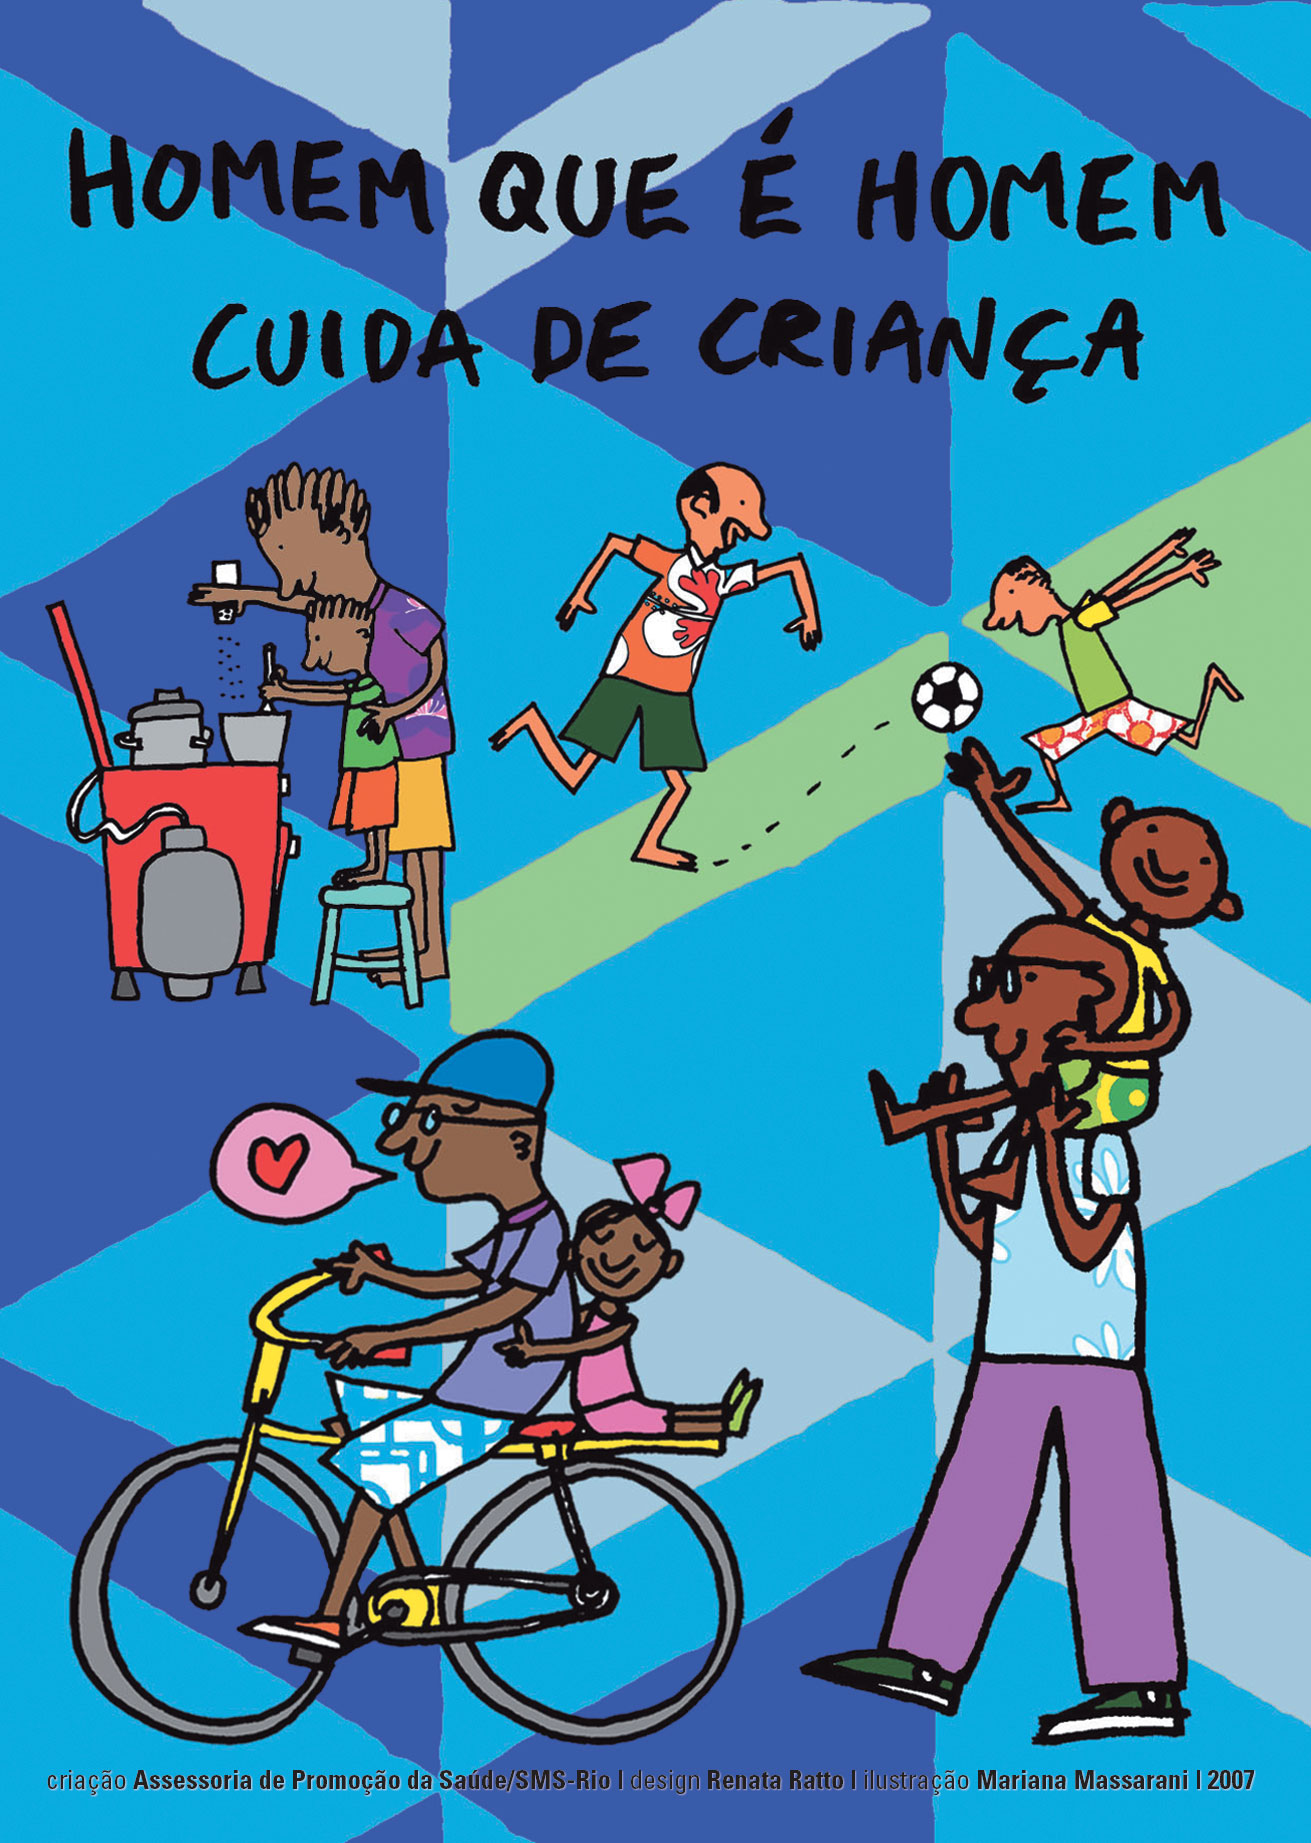 HOMEM QUE É HOMEM
CUIDA DE CRIANÇA
criação Assessoria de Promoção da Saúde/SMS-Rio | design Renata Ratto | ilustração Mariana Massarani | 2007